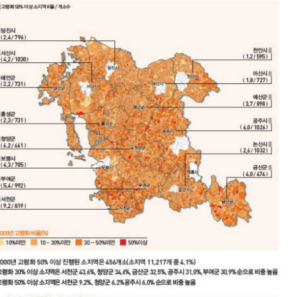 고령화 50% 이상 소지역 비율 / 개소수
당진시
(2.4/796)
서산시
(4.2/1030)
태안군
(2.2/731)
홍성군
(2.3/731)
청양군
(6.2/661)
보령시
(4.3/705)
부여군
(5.4/992)
서천군
(9.2/819)
천안시
(1.2/595)
아산시
(1.8/727)
예산군
(3.7/898)
공주시
(6.0/1026)
논산시
(2.6/1032)
금산군
(4.0/474)
2000년 고령화 비율(%)
10%미만
10~30%미만
30~50%미만
50%이상
2000년 고령화 50% 이상 진행된 소지역은 456개소(소지역 11,217개 중 4.1%)
고령화 30% 이상 소지역은 서천군 43.6%, 청양군 34.6%, 금산군 32.5%, 공주시 31.0%, 부여군 30.9% 순으로 비중 높음
고령화 50% 이상 소지역은 서천군 9.2%, 청양군 6.2% 공주시 6.0% 순으로 비중 높음